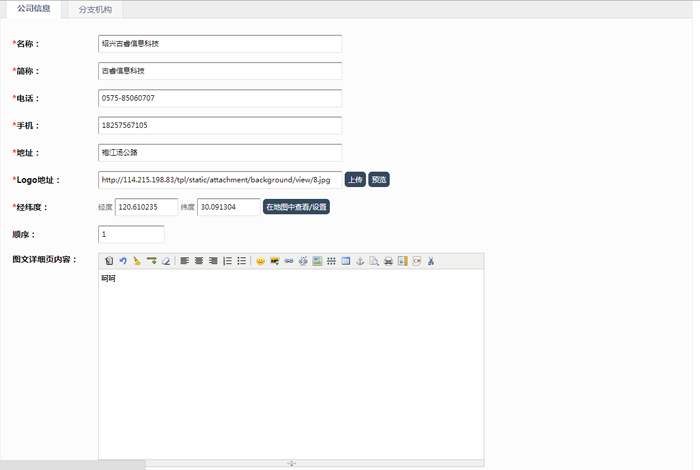 公司信息 分支机构
*名称： 绍兴古睿信息科技
*简称： 古睿信息科技
*电话： 0575-85060707
*手机： 18257567105
*地址： 袍江汤公路
*Logo地址： http://114.215.198.83/tpl/static/attachment/background/view/8.jpg 上传 预览
*经纬度： 经度 120.610235 纬度 30.091304 在地图中查看/设置
顺序： 1
图文详细页内容：
呵呵